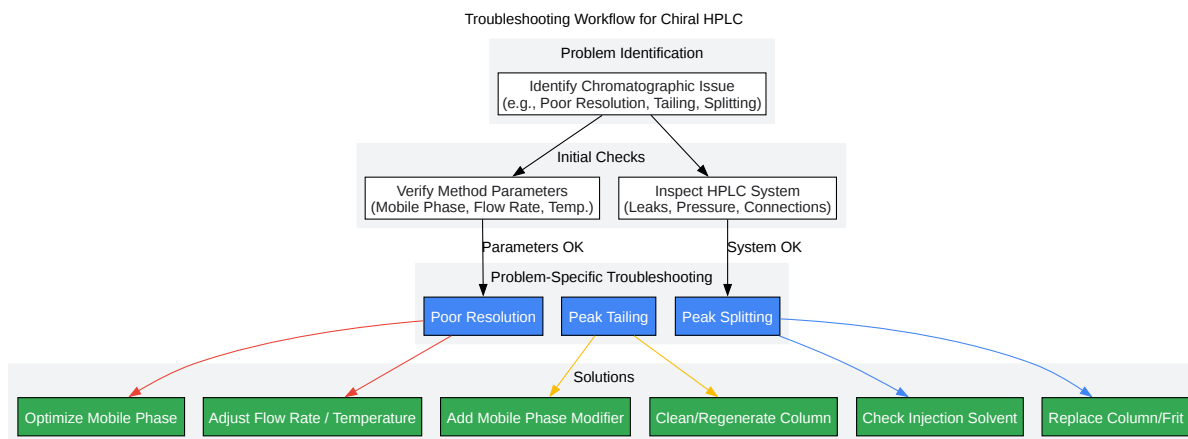 Troubleshooting Workflow for Chiral HPLC
Problem Identification
Identify Chromatographic Issue
(e.g., Poor Resolution, Tailing, Splitting)
Initial Checks
Verify Method Parameters
(Mobile Phase, Flow Rate, Temp.)
Inspect HPLC System
(Leaks, Pressure, Connections)
Parameters OK
System OK
Problem-Specific Troubleshooting
Poor Resolution
Peak Tailing
Peak Splitting
Solutions
Optimize Mobile Phase
Adjust Flow Rate / Temperature
Add Mobile Phase Modifier
Clean/Regenerate Column
Check Injection Solvent
Replace Column/Frit